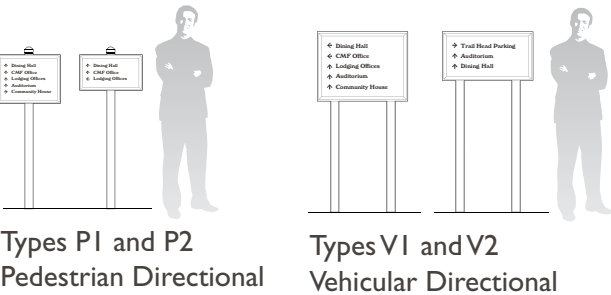 Dining Hall
CMF Office
Lodging Offices
Auditorium
Community House
Dining Hall
CMF Office
Lodging Offices
Types P1 and P2
Pedestrian Directional
Dining Hall
CMF Office
Lodging Offices
Auditorium
Community House
Trail Head Parking
Auditorium
Dining Hall
Types V1 and V2
Vehicular Directional